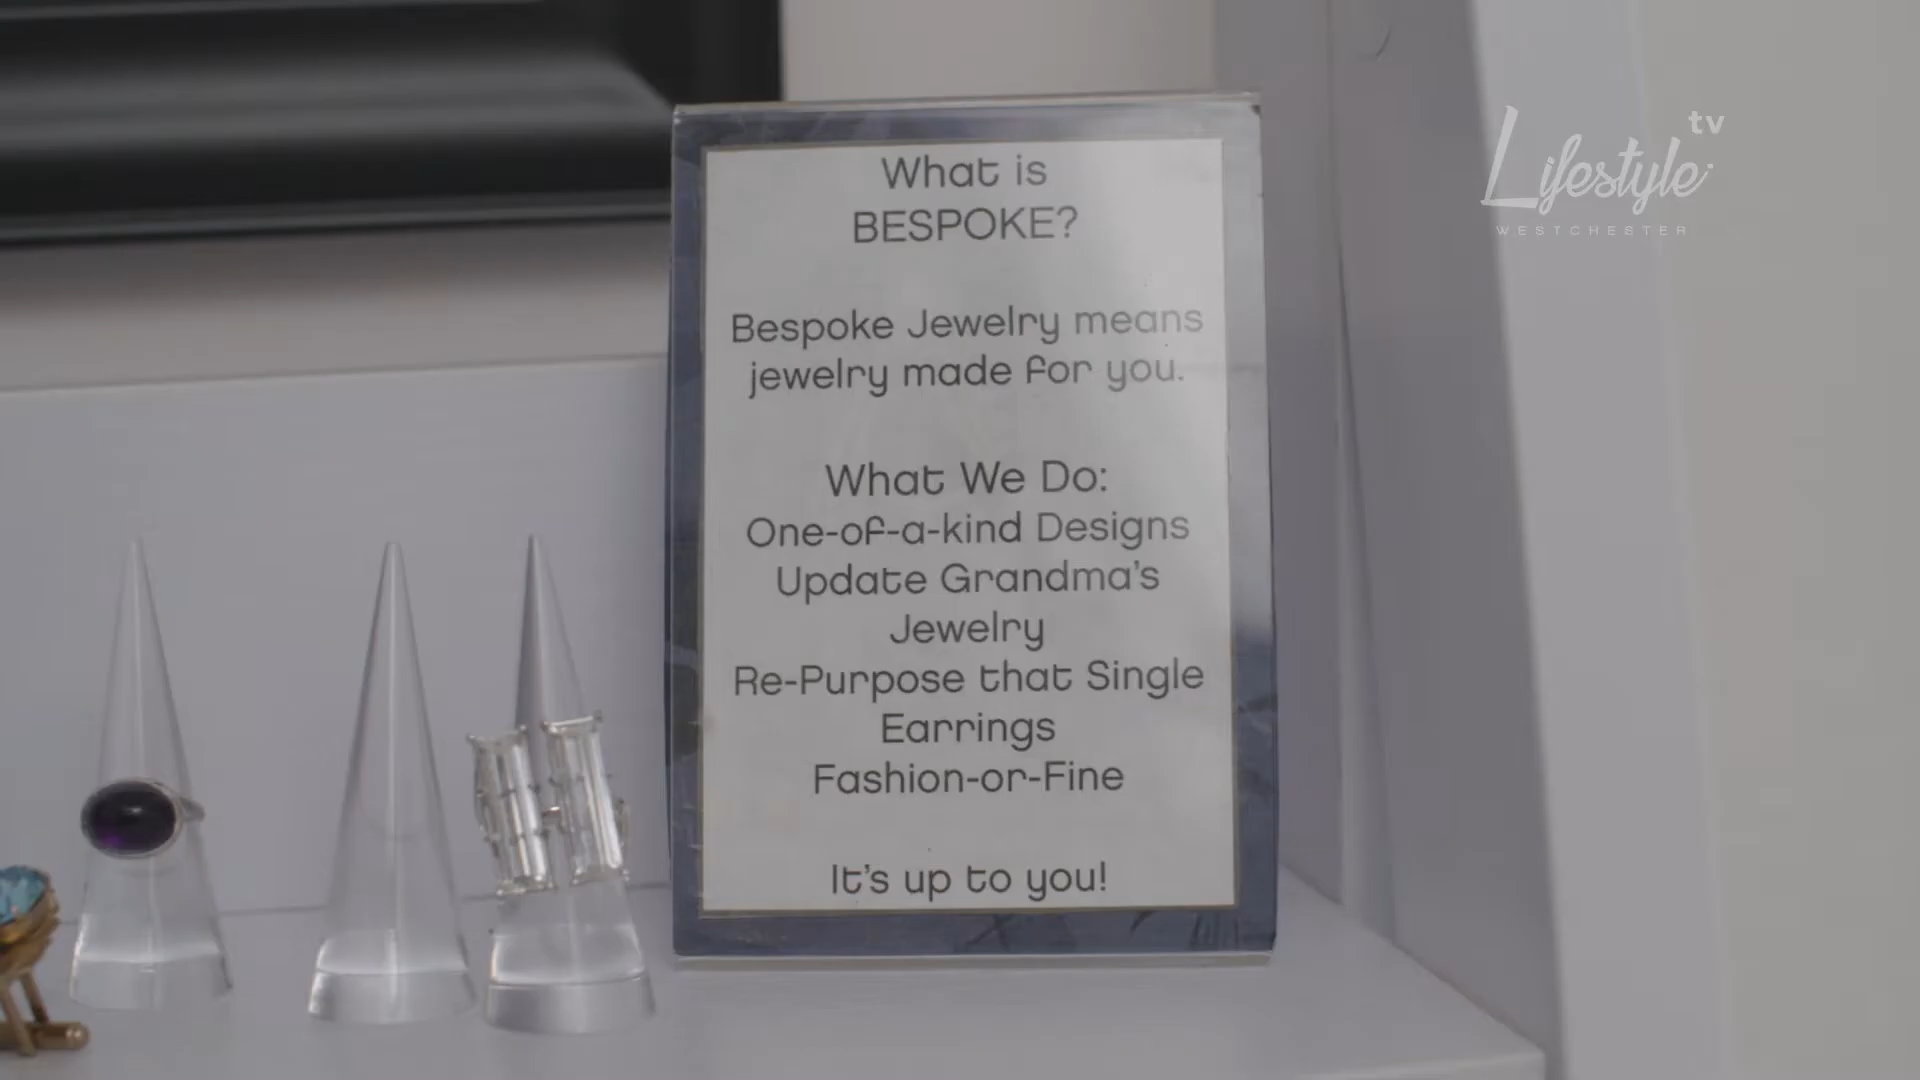 What is
BESPOKE?
Bespoke Jewelry means
jewelry made for you.
What We Do:
One-of-a-kind Designs
Update Grandma's
Jewelry
Re-Purpose that Single
Earrings
Fashion-or-Fine
It's up to you!
Lifestyle tv
WESTCHESTER